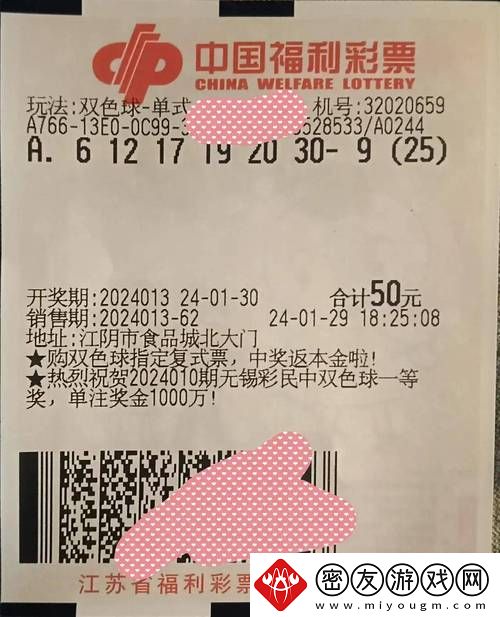 中国福利彩票
CHINA WELFARE LOTTERY
玩法:双色球-单式 机号:32020659
A766-13E0-0C99- 528533/A0244
A. 6 12 17 19 20 30- 9 (25)
开奖期:2024013 24-01-30 合计50元
销售期:2024013-62 24-01-29 18:25:08
地址:江阴市食品城北大门
★购双色球指定复式票，中奖返本金啦!
★热烈祝贺2024010期无锡彩民中双色球一等
奖，单注奖金1000万!
江苏省福利彩票
密友游戏网
www.miyougm.com